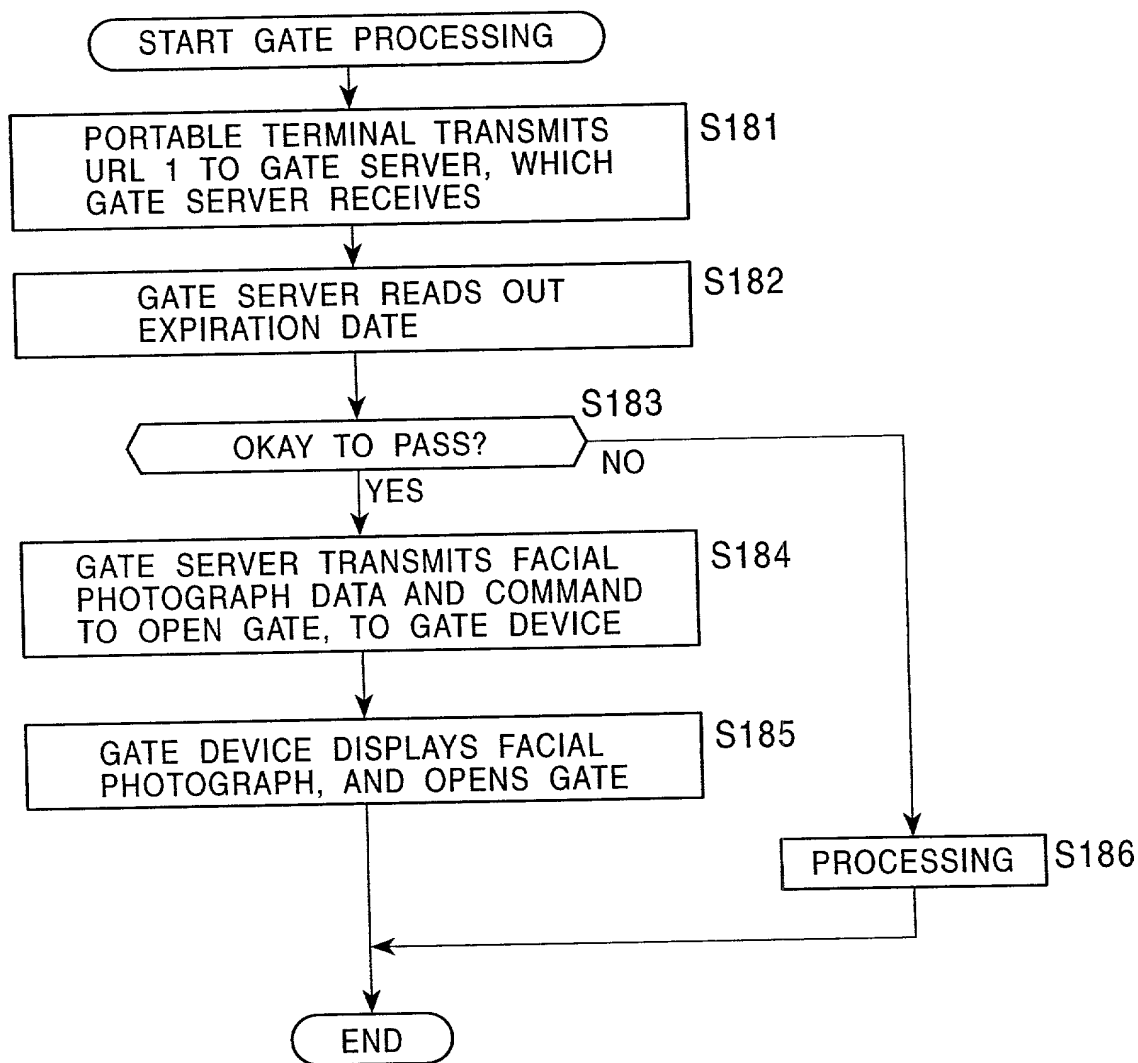 START GATE PROCESSING
PORTABLE TERMINAL TRANSMITS
URL 1 TO GATE SERVER, WHICH
GATE SERVER RECEIVES
S181
GATE SERVER READS OUT
EXPIRATION DATE
S182
S183
OKAY TO PASS?
NO
YES
GATE SERVER TRANSMITS FACIAL
PHOTOGRAPH DATA AND COMMAND
TO OPEN GATE, TO GATE DEVICE
S184
GATE DEVICE DISPLAYS FACIAL
PHOTOGRAPH, AND OPENS GATE
S185
PROCESSING
S186
END